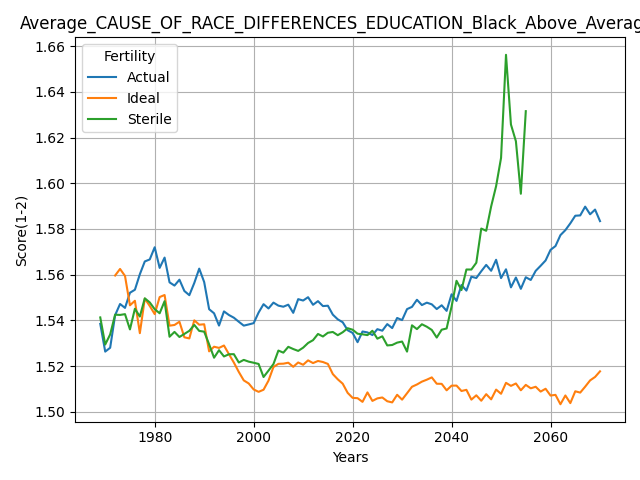 Average_CAUSE_OF_RACE_DIFFERENCES_EDUCATION_Black_Above_Averag
Fertility
Actual
Ideal
Sterile
Score(1-2)
1.66
1.64
1.62
1.60
1.58
1.56
1.54
1.52
1.50
1980
2000
2020
2040
2060
Years